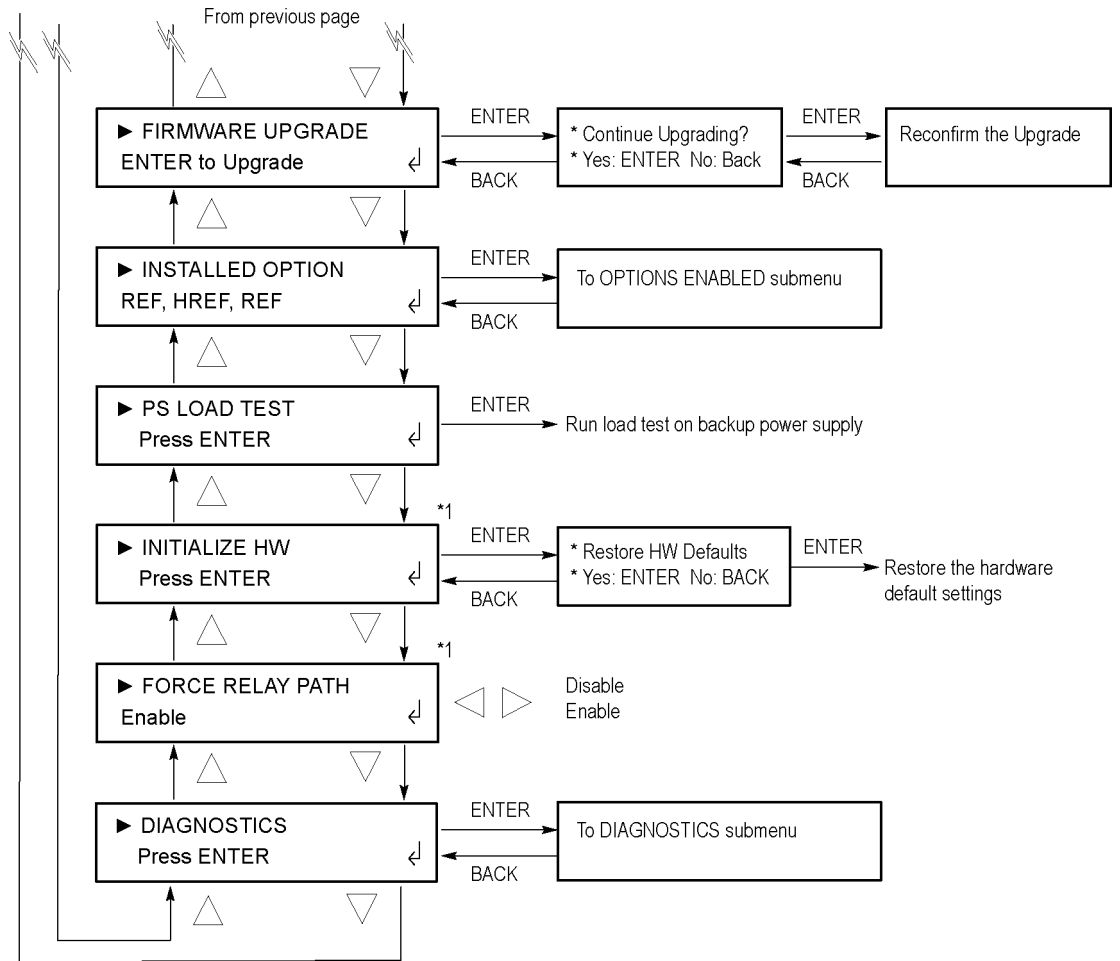 From previous page
► FIRMWARE UPGRADE
ENTER to Upgrade
ENTER
BACK
* Continue Upgrading?
* Yes: ENTER No: Back
ENTER
BACK
Reconfirm the Upgrade
► INSTALLED OPTION
REF, HREF, REF
ENTER
BACK
To OPTIONS ENABLED submenu
► PS LOAD TEST
Press ENTER
ENTER
Run load test on backup power supply
*1
► INITIALIZE HW
Press ENTER
ENTER
BACK
* Restore HW Defaults
* Yes: ENTER No: BACK
ENTER
Restore the hardware
default settings
*1
► FORCE RELAY PATH
Enable
Disable
Enable
► DIAGNOSTICS
Press ENTER
ENTER
BACK
To DIAGNOSTICS submenu